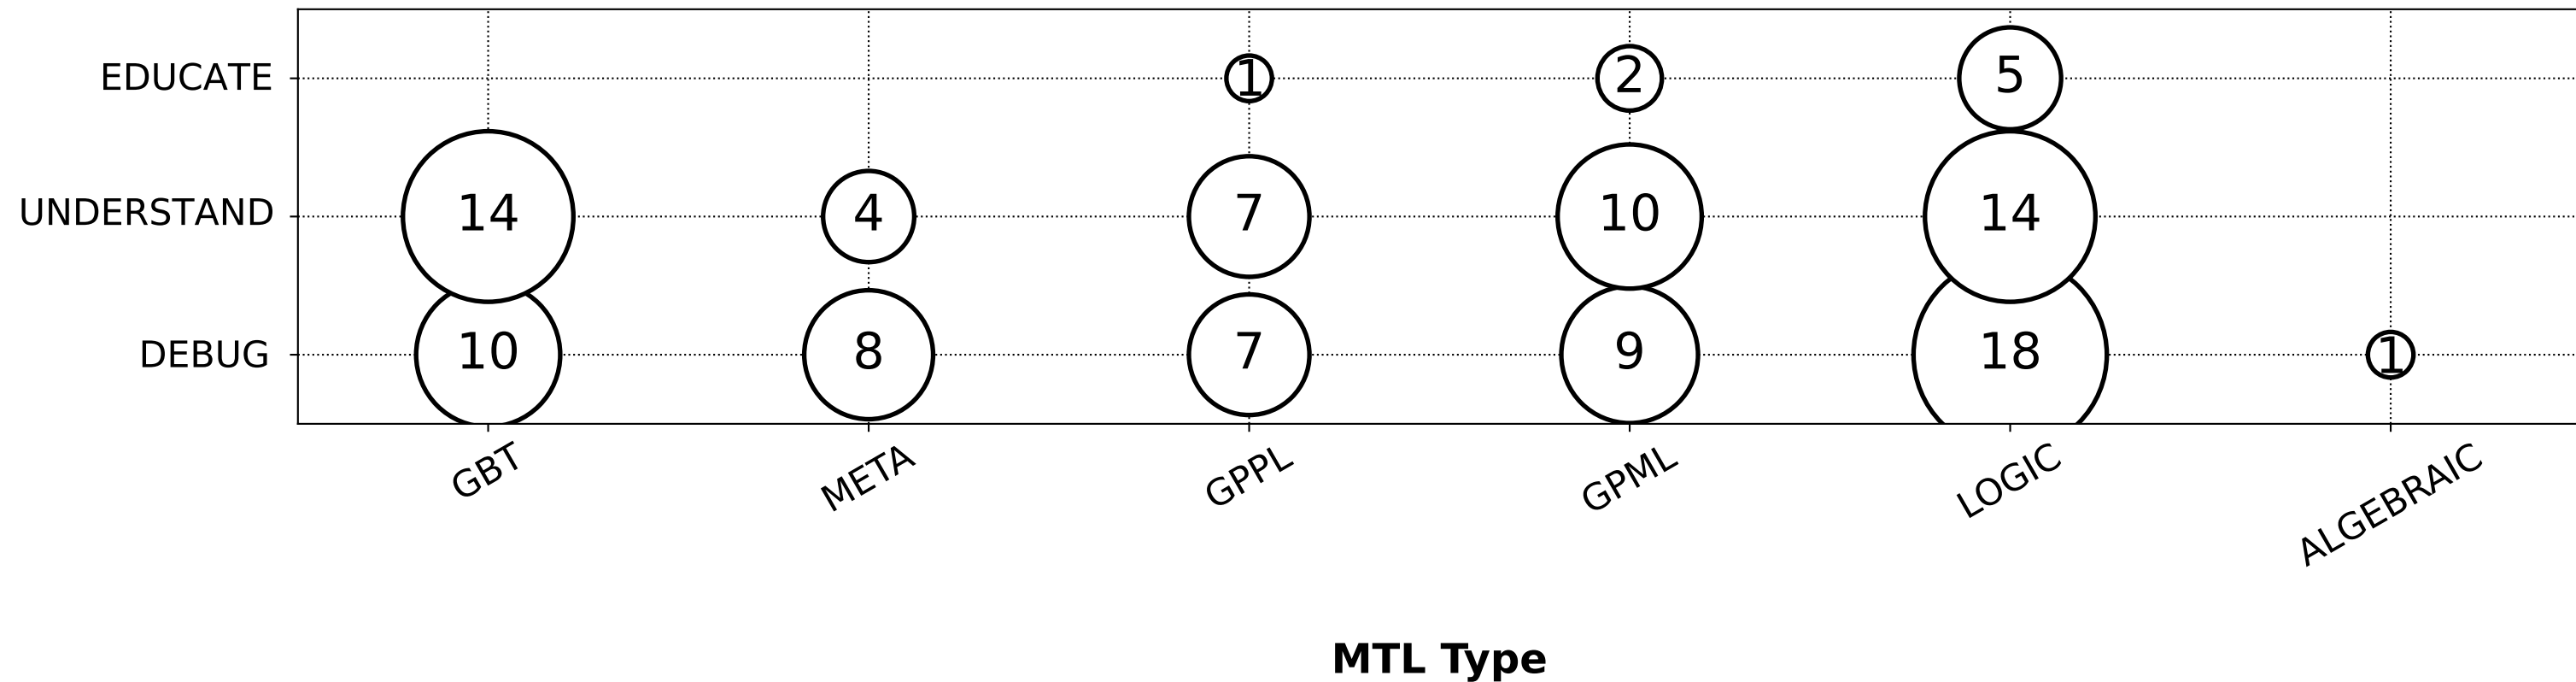 EDUCATE 1 2 5
UNDERSTAND 14 4 7 10 14
DEBUG 10 8 7 9 18 1
GBT META GPPL GPML LOGIC ALGEBRAIC
MTL Type